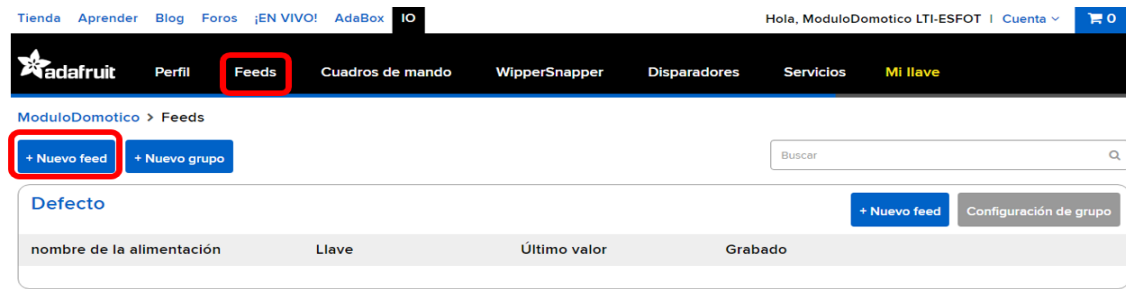 Tienda Aprender Blog Foros ¡EN VIVO! AdaBox IO Hola, ModuloDomotico LTI-ESFOT | Cuenta 0
adafruit Perfil Feeds Cuadros de mando WipperSnapper Disparadores Servicios Mi llave
ModuloDomotico > Feeds
+ Nuevo feed + Nuevo grupo Buscar
Defecto + Nuevo feed Configuración de grupo
nombre de la alimentación Llave Último valor Grabado